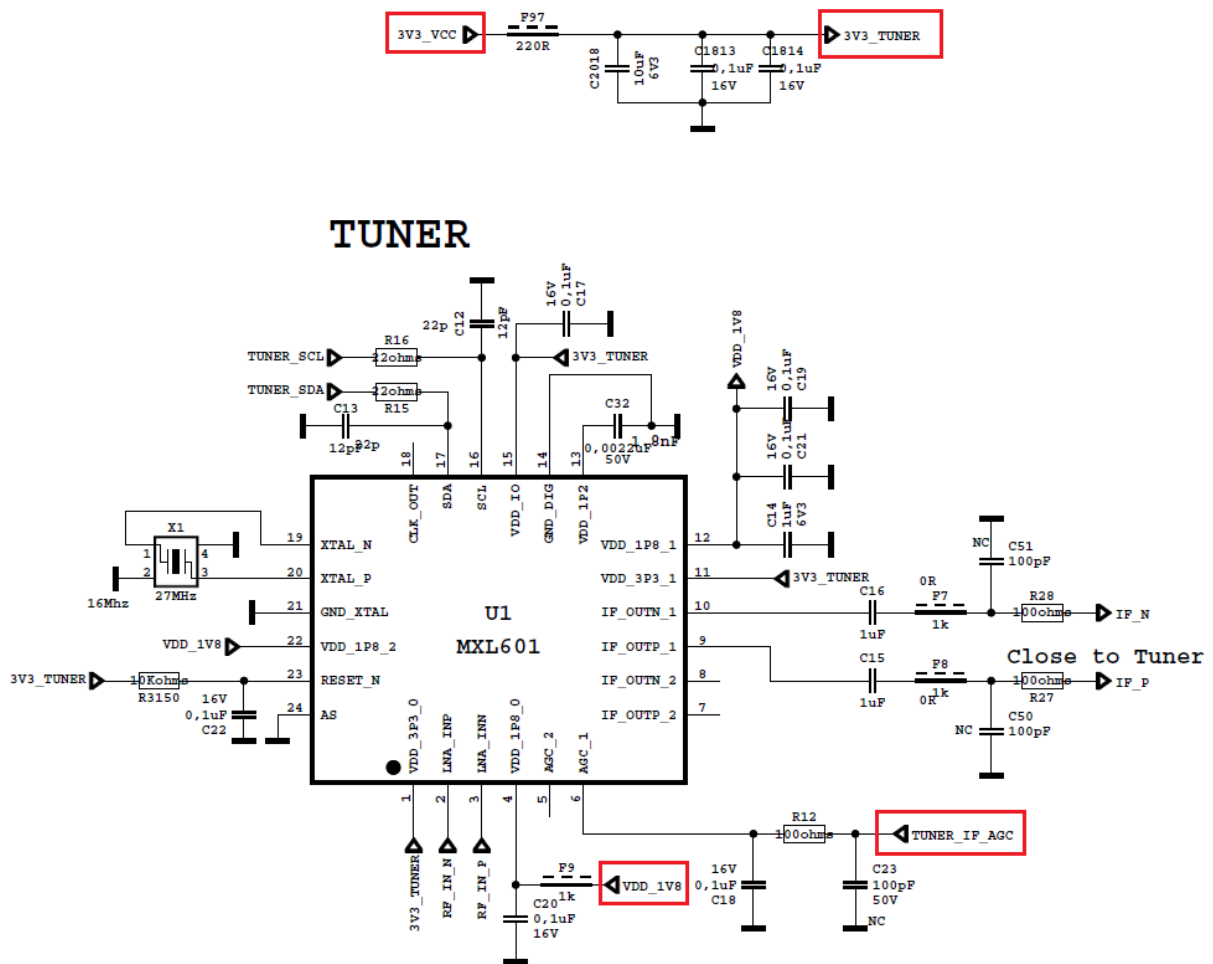 F97
3V3_VCC
220R
3V3_TUNER
C2018
10uF
6V3
C1813
0,1uF
16V
C1814
0,1uF
16V
TUNER
22p
C12
12pF
16V
0,1uF
C17
R16
TUNER_SCL
22ohms
3V3_TUNER
TUNER_SDA
22ohms
R15
C13
12pF
22p
C32
0,0022uF
50V
1.8nF
VDD_1V8
16V
0,1uF
C19
16V
0,1uF
C21
C14
1uF
6V3
18
17
16
15
14
13
CLK_OUT
SDA
SCL
VDD_IO
GND_DIG
VDD_1P2
X1
1
4
2
3
16Mhz
27MHz
19
XTAL_N
20
XTAL_P
21
GND_XTAL
VDD_1V8
22
VDD_1P8_2
3V3_TUNER
10Kohms
R3150
23
RESET_N
24
AS
16V
0,1uF
C22
U1
MXL601
VDD_1P8_1
12
VDD_3P3_1
11
3V3_TUNER
IF_OUTN_1
10
IF_OUTP_1
9
IF_OUTN_2
8
IF_OUTP_2
7
C16
1uF
0R
F7
1k
NC
C51
100pF
R28
100ohms
IF_N
Close to Tuner
C15
1uF
F8
1k
0R
100ohms
R27
IF_P
NC
C50
100pF
VDD_3P3_0
LNA_INP
LNA_INN
VDD_1P8_0
AGC_2
AGC_1
1
2
3
4
5
6
3V3_TUNER
RF_IN_N
RF_IN_P
F9
1k
VDD_1V8
C20
0,1uF
16V
R12
100ohms
TUNER_IF_AGC
16V
0,1uF
C18
C23
100pF
50V
NC